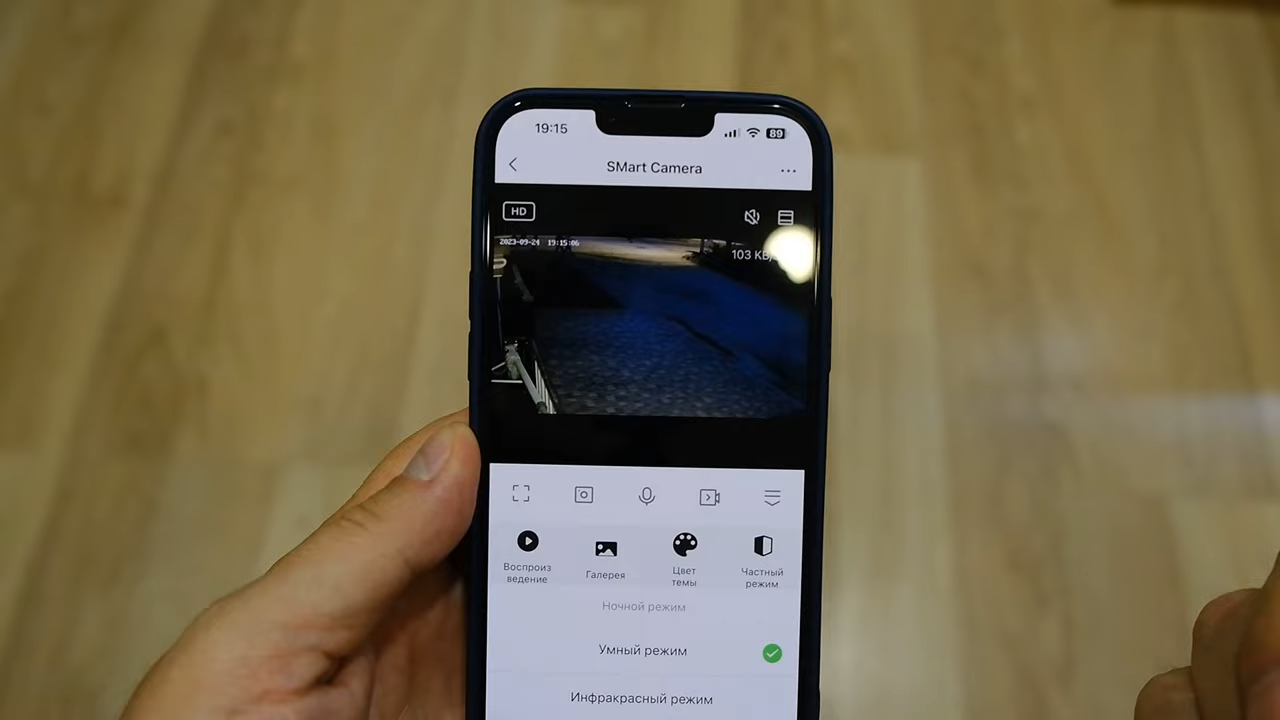 19:15
89
SMart Camera
HD
2023-09-24 19:15:06
103 KB/
Воспроиз
ведение
Галерея
Цвет
темы
Частный
режим
Ночной режим
Умный режим
Инфракрасный режим